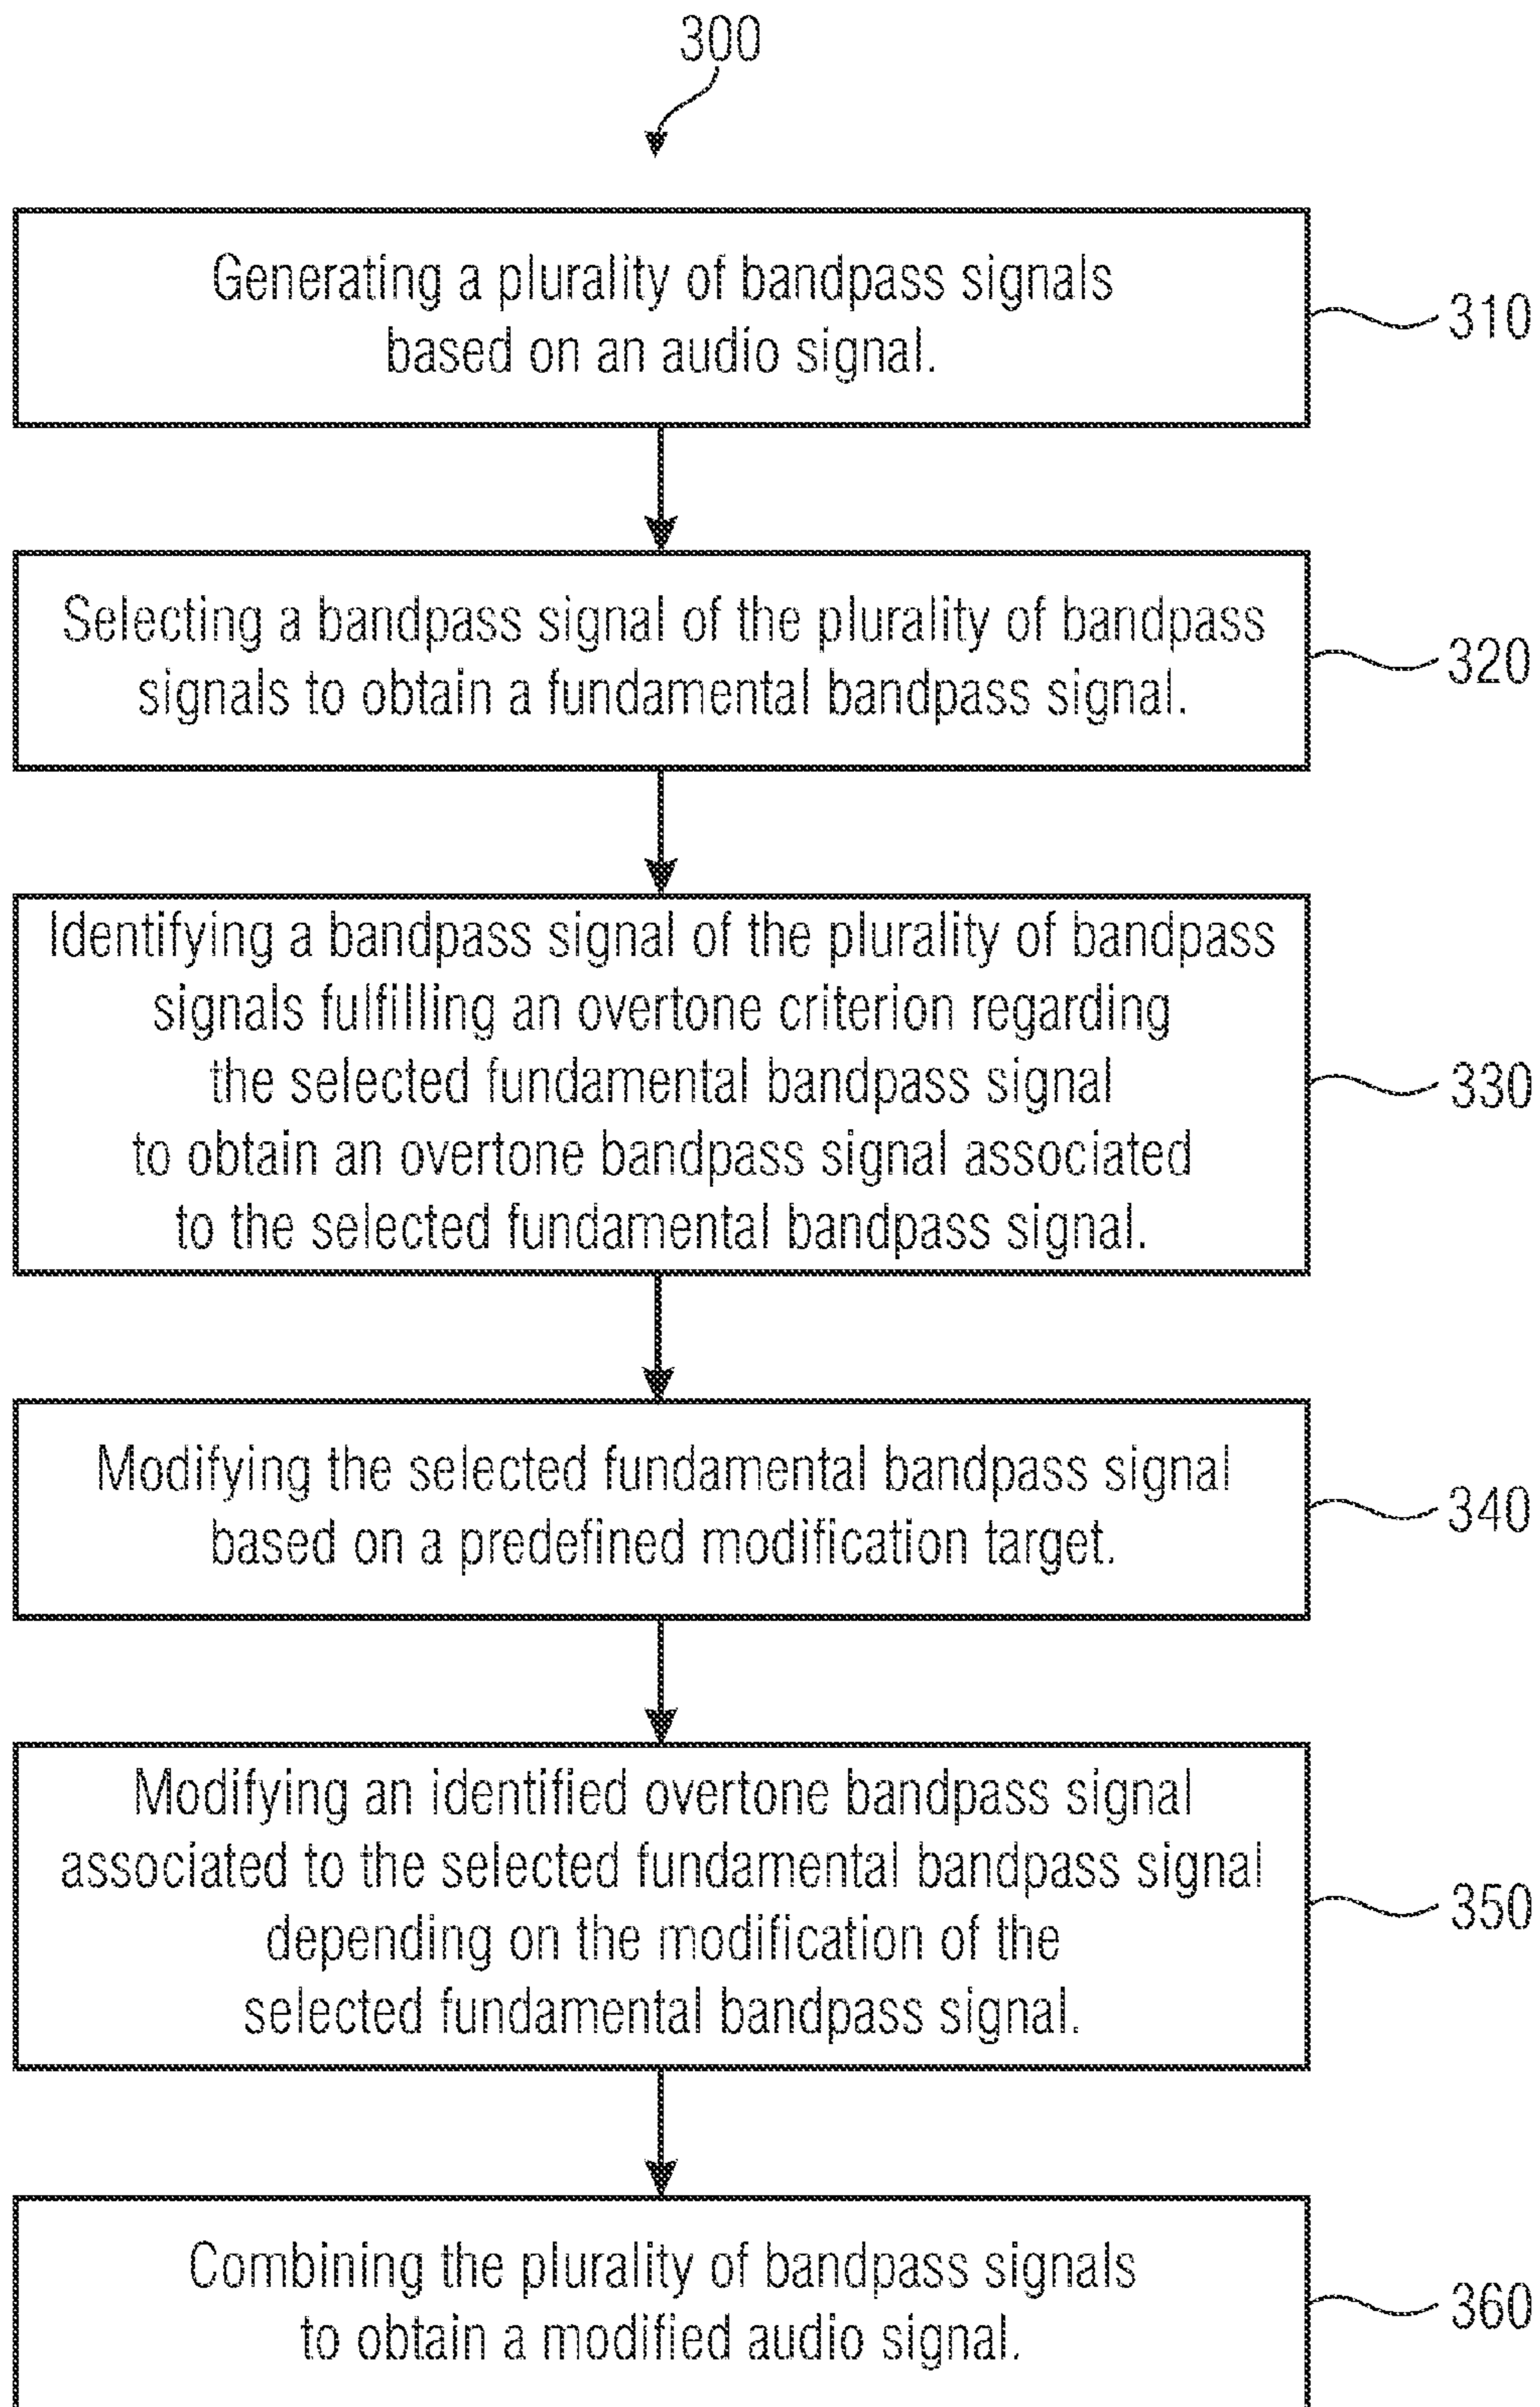 300
Generating a plurality of bandpass signals
based on an audio signal.
310
Selecting a bandpass signal of the plurality of bandpass
signals to obtain a fundamental bandpass signal.
320
Identifying a bandpass signal of the plurality of bandpass
signals fulfilling an overtone criterion regarding
the selected fundamental bandpass signal
to obtain an overtone bandpass signal associated
to the selected fundamental bandpass signal.
330
Modifying the selected fundamental bandpass signal
based on a predefined modification target.
340
Modifying an identified overtone bandpass signal
associated to the selected fundamental bandpass signal
depending on the modification of the
selected fundamental bandpass signal.
350
Combining the plurality of bandpass signals
to obtain a modified audio signal.
360